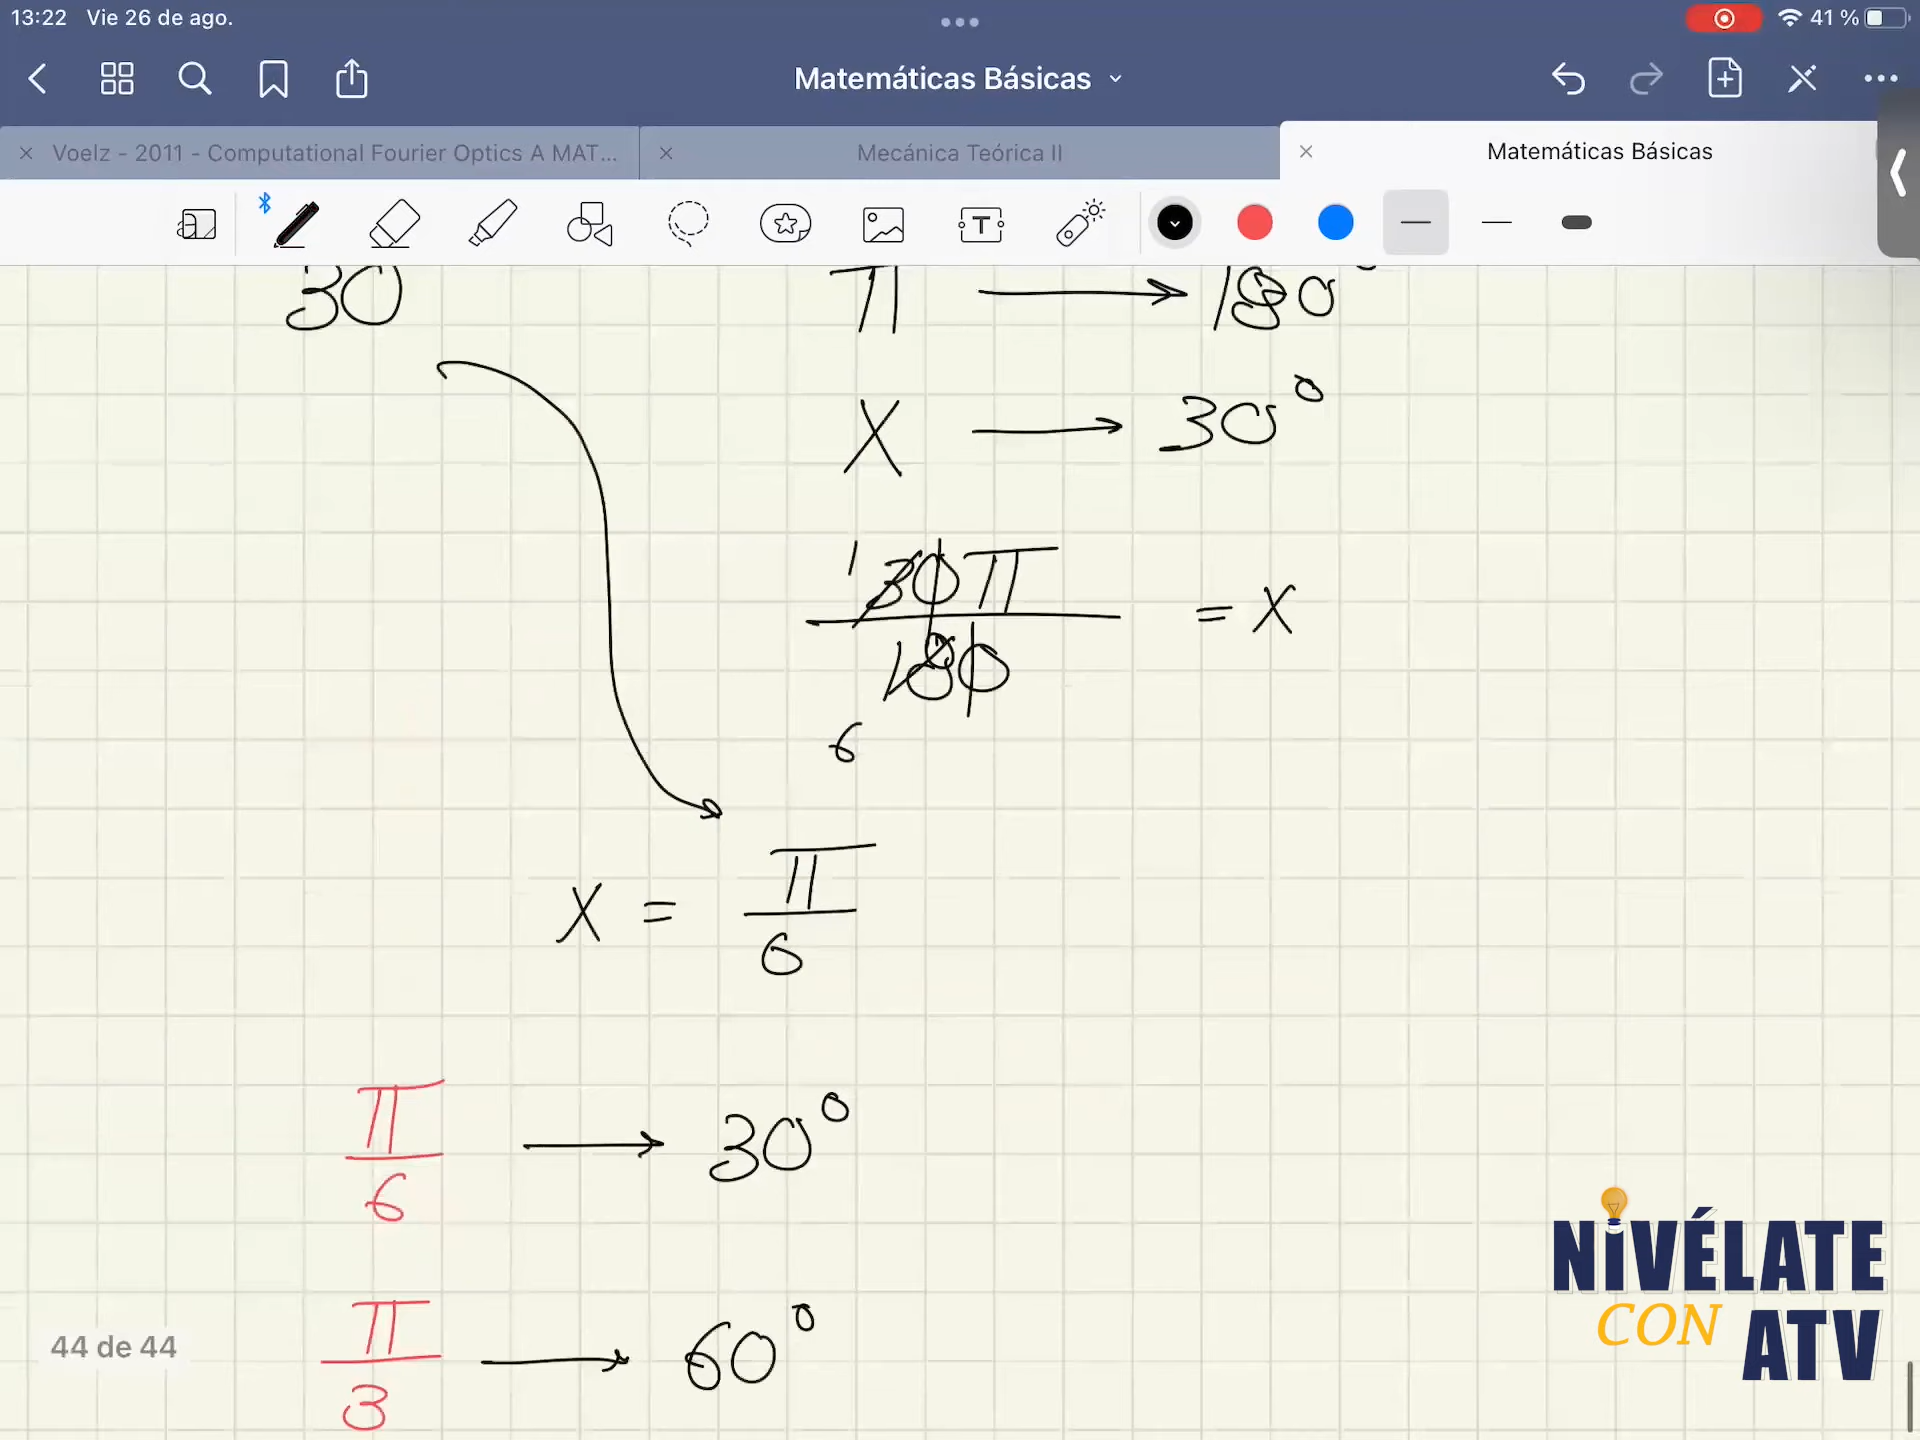 13:22 Vie 26 de ago. 41 %
Matemáticas Básicas
Voelz - 2011 - Computational Fourier Optics A MAT... Mecánica Teórica II Matemáticas Básicas
30 π → 180°
X → 30°
1
30π
180 = X
6
X = π/6
π/6 → 30°
π/3 → 60°
44 de 44
NIVÉLATE
CON ATV